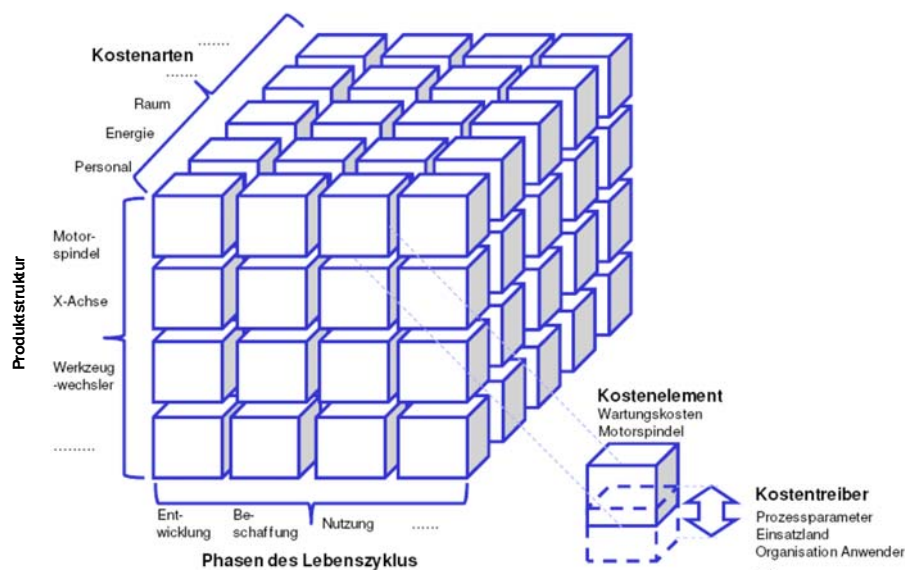 Kostenarten
........
........
Raum
Energie
Personal
Produktstruktur
Motor-
spindel
X-Achse
Werkzeug
-wechsler
.........
Ent-
wicklung
Be-
schaffung
Nutzung
......
Phasen des Lebenszyklus
Kostenelement
Wartungskosten
Motorspindel
Kostentreiber
Prozessparameter
Einsatzland
Organisation Anwender